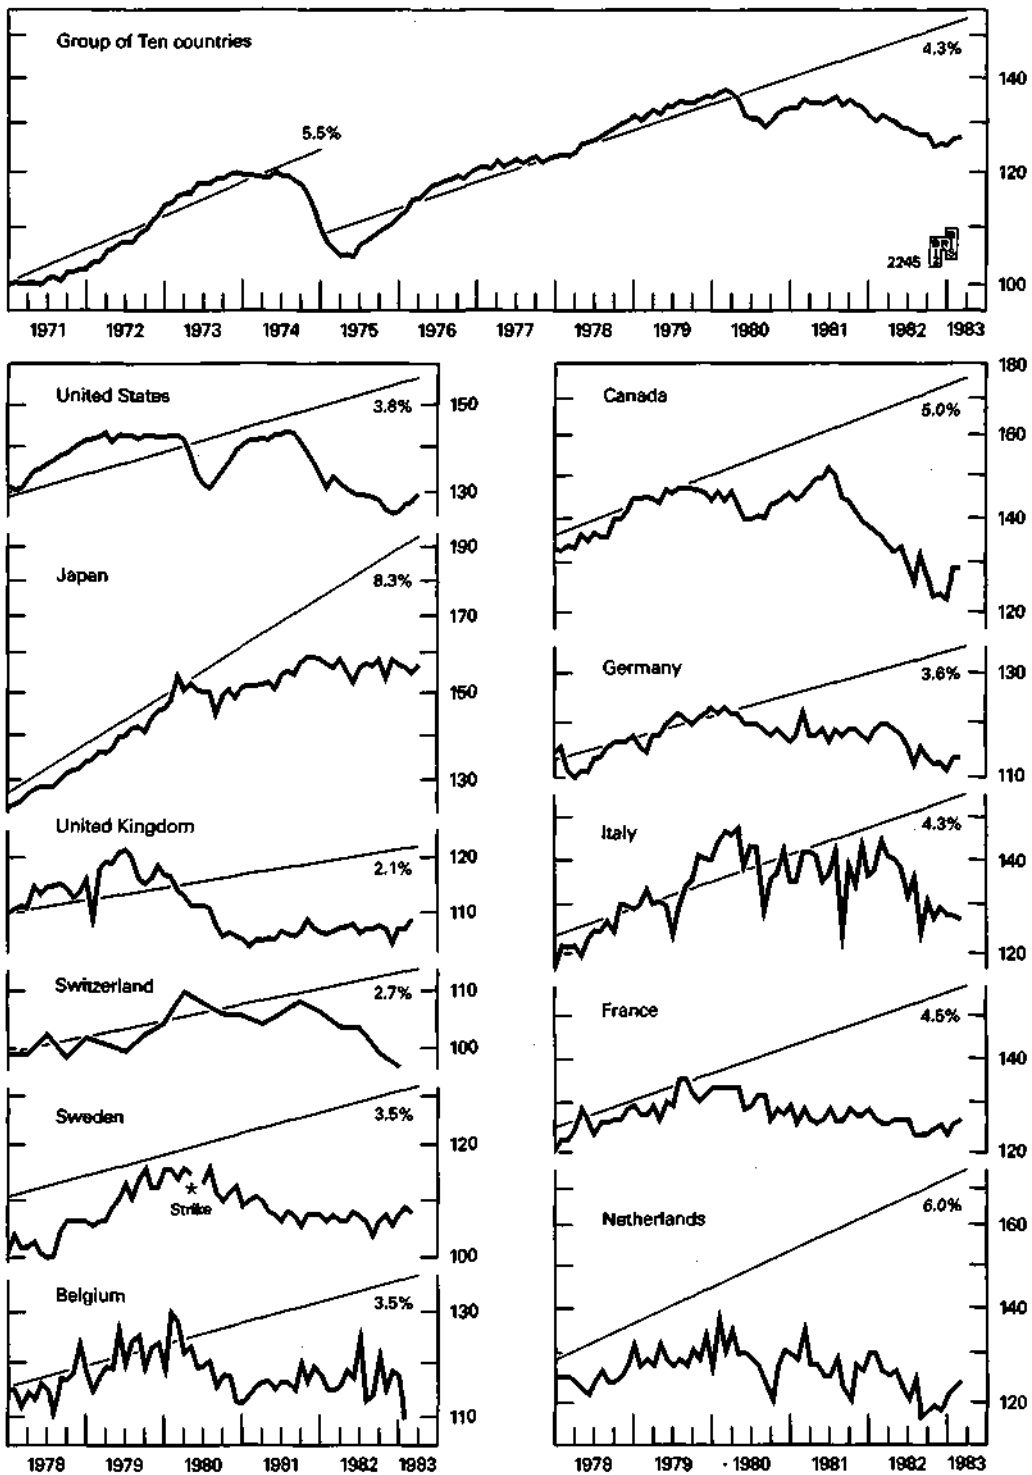 Group of Ten countries
5.5%
4.3%
140
120
100
2245
BRI
BIS
1971 1972 1973 1974 1975 1976 1977 1978 1979 1980 1981 1982 1983
United States
3.8%
150
130
Japan
8.3%
190
180
170
150
130
United Kingdom
2.1%
120
110
Switzerland
2.7%
110
100
Sweden
3.5%
120
*
Strike
100
Belgium
3.5%
130
110
1978 1979 1980 1981 1982 1983
Canada
5.0%
180
160
140
120
Germany
3.6%
130
110
Italy
4.3%
140
120
France
4.5%
140
120
Netherlands
6.0%
160
140
120
1978 1979 1980 1981 1982 1983